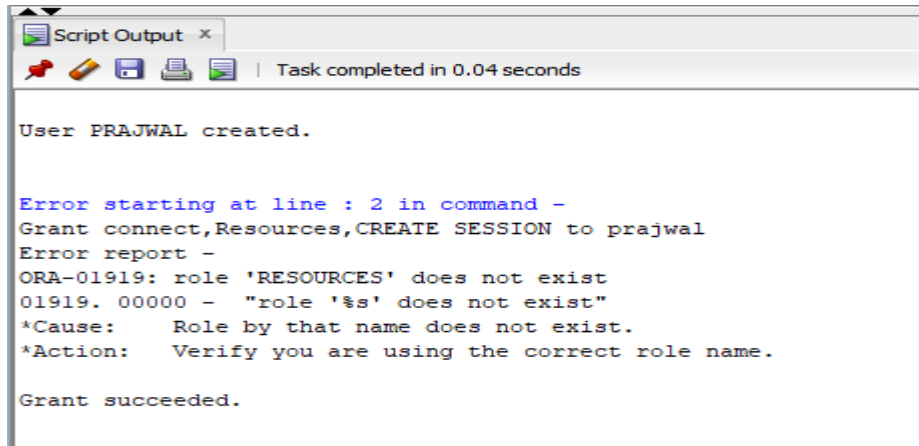 Script Output ×
Task completed in 0.04 seconds
User PRAJWAL created.
Error starting at line : 2 in command -
Grant connect,Resources,CREATE SESSION to prajwal
Error report -
ORA-01919: role 'RESOURCES' does not exist
01919. 00000 -  "role '%s' does not exist"
*Cause:    Role by that name does not exist.
*Action:   Verify you are using the correct role name.
Grant succeeded.